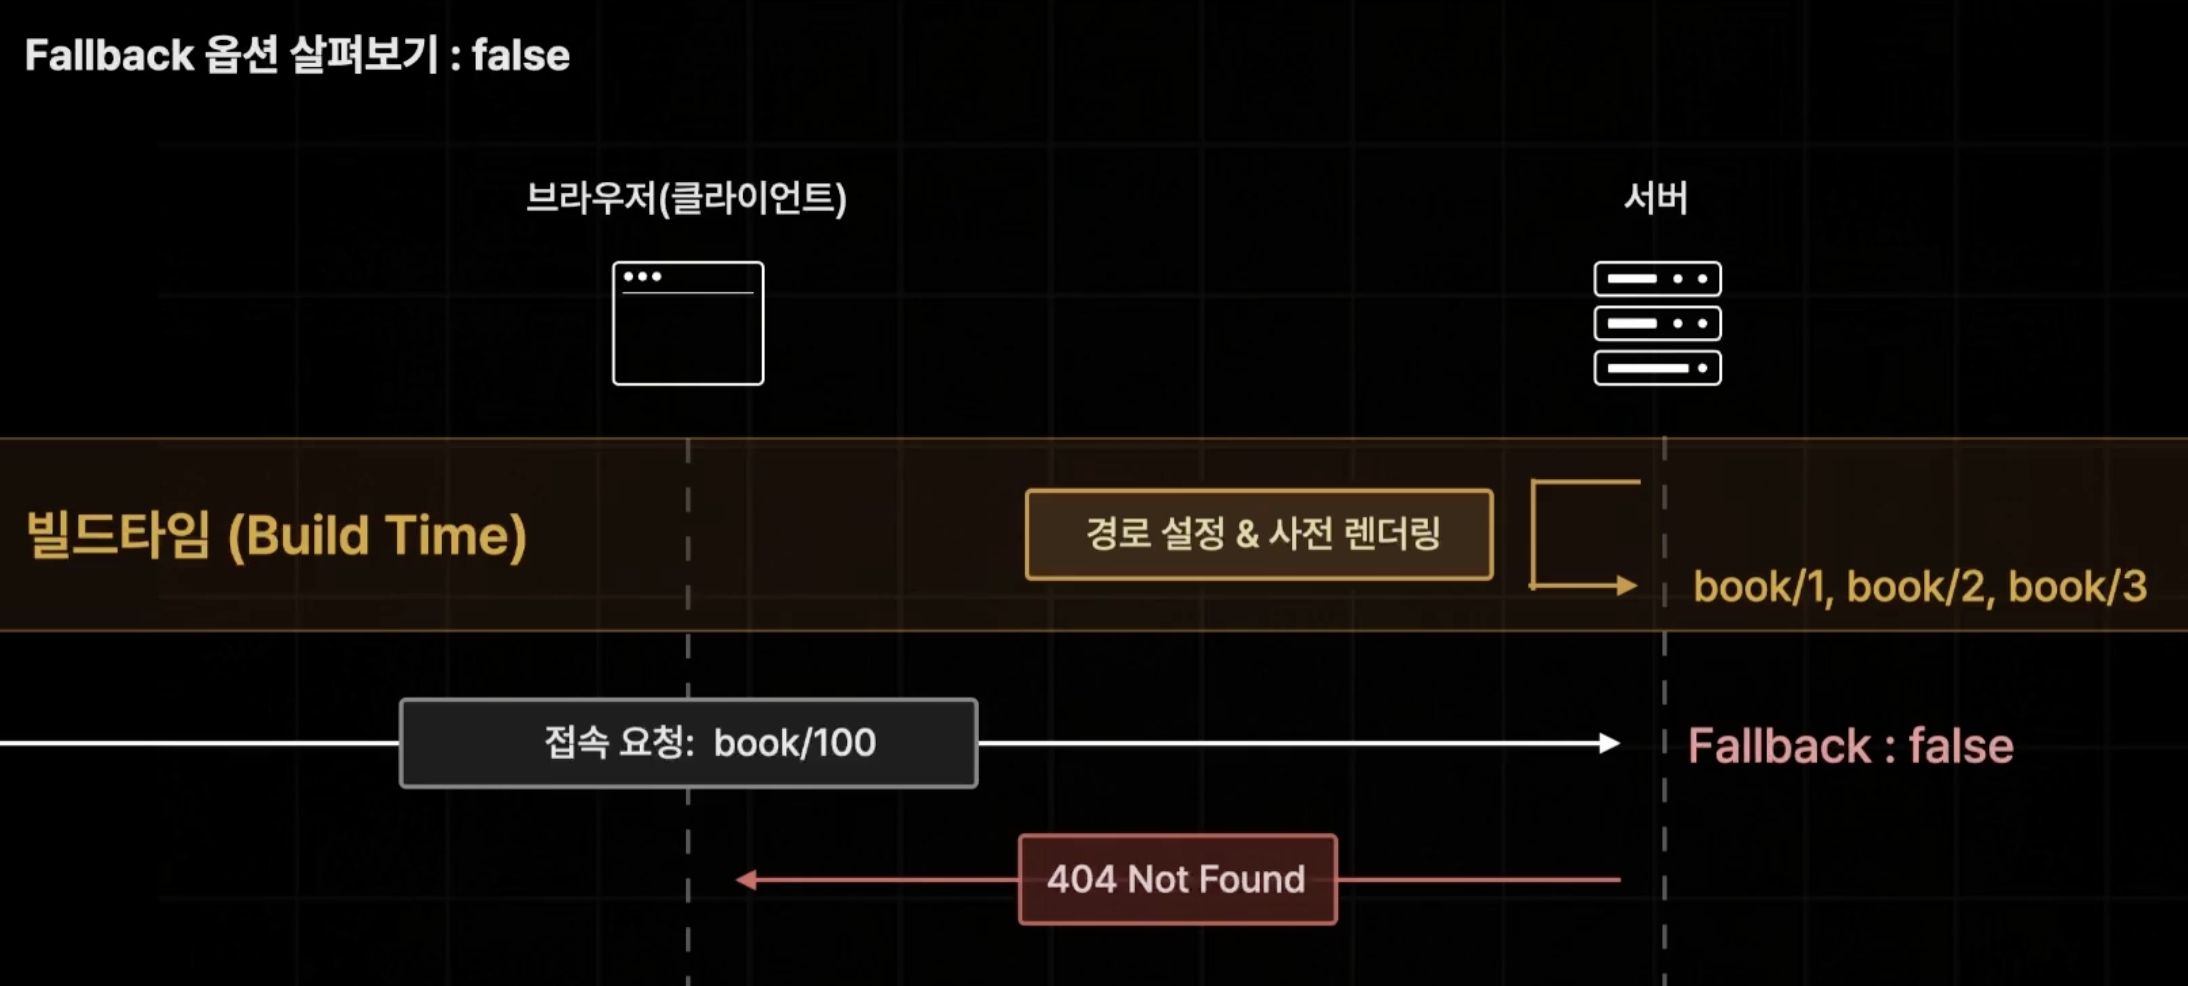 Fallback 옵션 살펴보기 : false
브라우저(클라이언트)
서버
빌드타임 (Build Time)
경로 설정 & 사전 렌더링
book/1, book/2, book/3
접속 요청: book/100
Fallback : false
404 Not Found